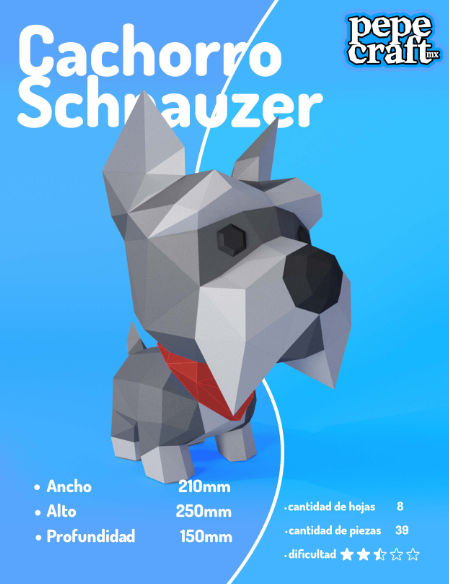 Cachorro
Schnauzer
pepe
craft mx
• Ancho 210mm
• Alto 250mm
• Profundidad 150mm
· cantidad de hojas 8
· cantidad de piezas 39
· dificultad